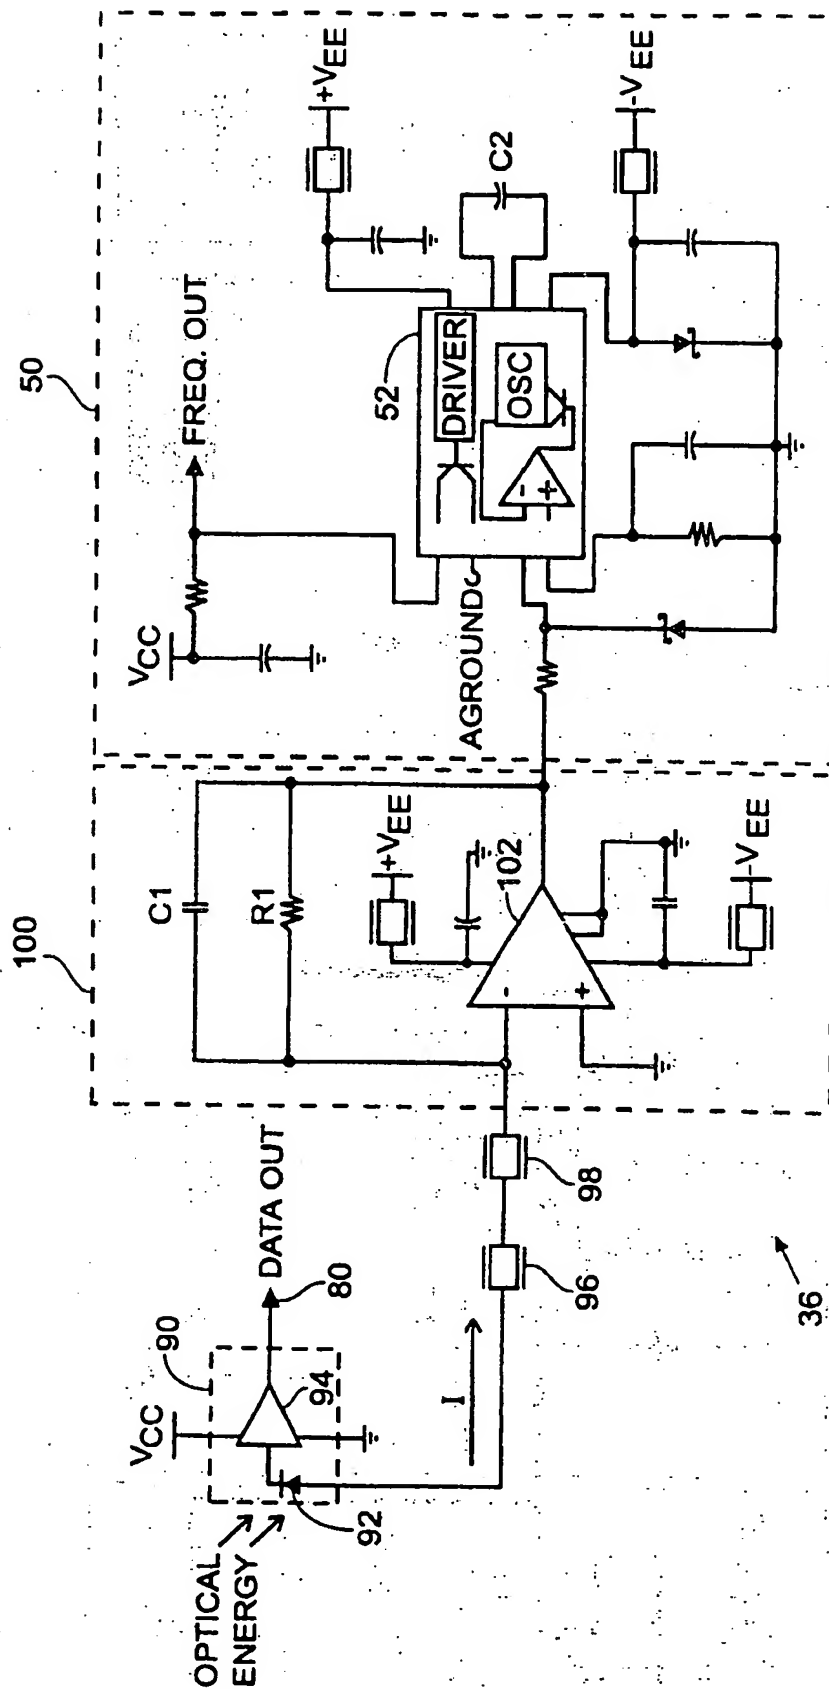 OPTICAL
ENERGY
VCC
90
94
92
DATA OUT
80
I
96
98
36
100
C1
R1
+VEE
102
-
+
-VEE
50
VCC
FREQ. OUT
AGROUND
52
DRIVER
OSC
-
+
+VEE
C2
-VEE